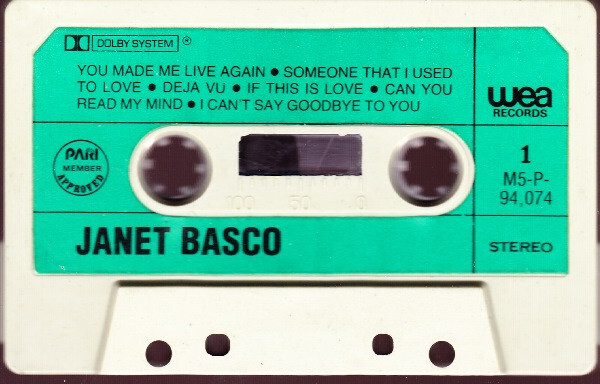 DOLBY SYSTEM ®
YOU MADE ME LIVE AGAIN ● SOMEONE THAT I USED
TO LOVE ● DEJA VU ● IF THIS IS LOVE ● CAN YOU
READ MY MIND ● I CAN'T SAY GOODBYE TO YOU
wea
RECORDS
PARI
MEMBER
APPROVED
1
M5-P-
94,074
100 50 0
JANET BASCO
STEREO